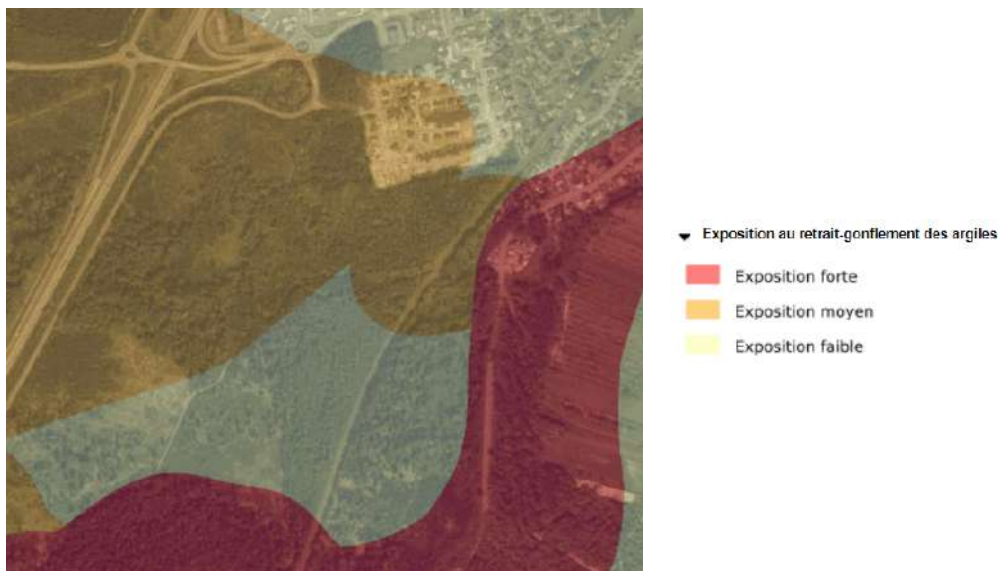 Exposition au retrait-gonflement des argiles
Exposition forte
Exposition moyen
Exposition faible